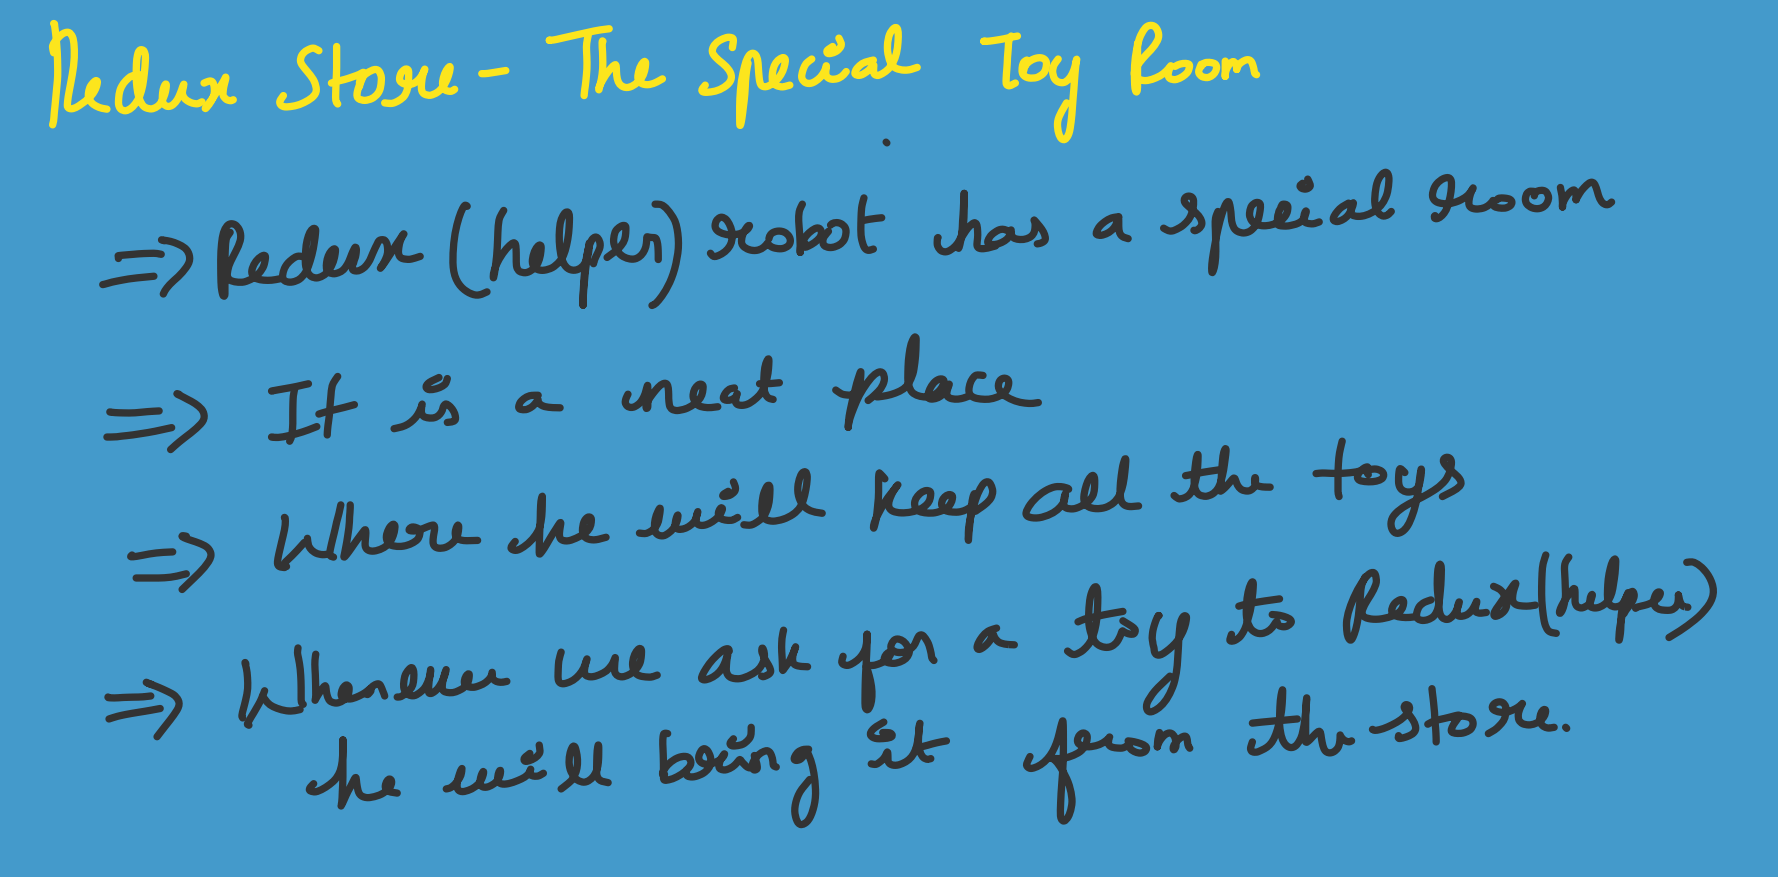 Redux Store - The Special Toy Room
⇒ Redux (helper) robot has a special room
⇒ It is a neat place
⇒ Where he will keep all the toys
⇒ Whenever we ask for a toy to Redux (helper)
he will bring it from the store.